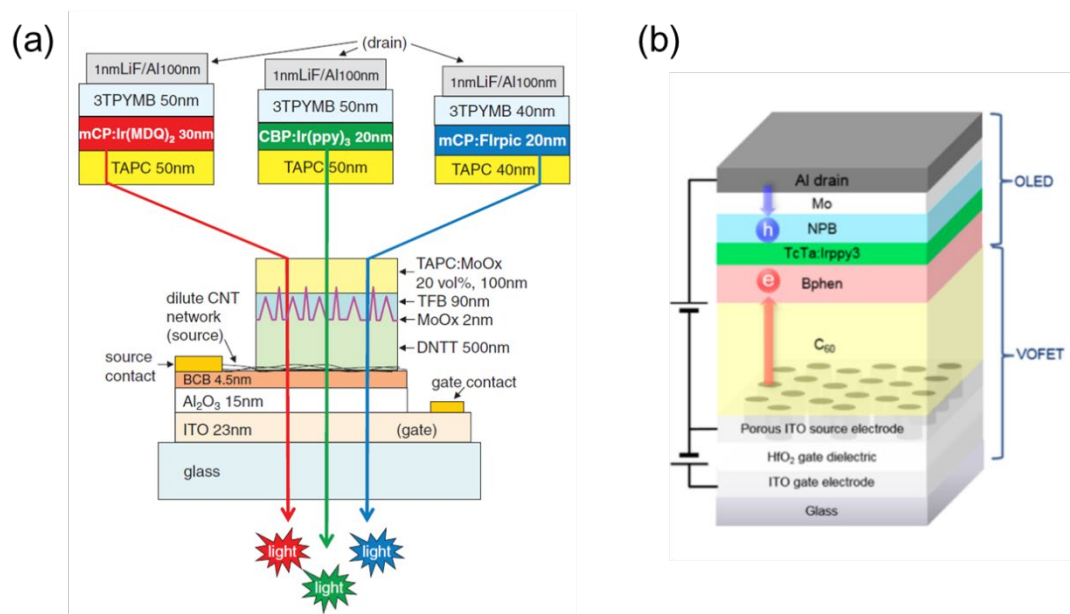 (a)
(drain)
1nmLiF/Al100nm
3TPYMB 50nm
mCP:Ir(MDQ)₂ 30nm
TAPC 50nm
1nmLiF/Al100nm
3TPYMB 50nm
CBP:Ir(ppy)₃ 20nm
TAPC 50nm
1nmLiF/Al100nm
3TPYMB 40nm
mCP:FIrpic 20nm
TAPC 40nm
TAPC:MoOx
20 vol%, 100nm
TFB 90nm
MoOx 2nm
DNTT 500nm
dilute CNT
network
(source)
source
contact
gate contact
BCB 4.5nm
Al₂O₃ 15nm
ITO 23nm (gate)
glass
light
light
light
(b)
Al drain
Mo
h
NPB
TcTa:Irppy3
e
Bphen
C₆₀
Porous ITO source electrode
HfO₂ gate dielectric
ITO gate electrode
Glass
OLED
VOFET